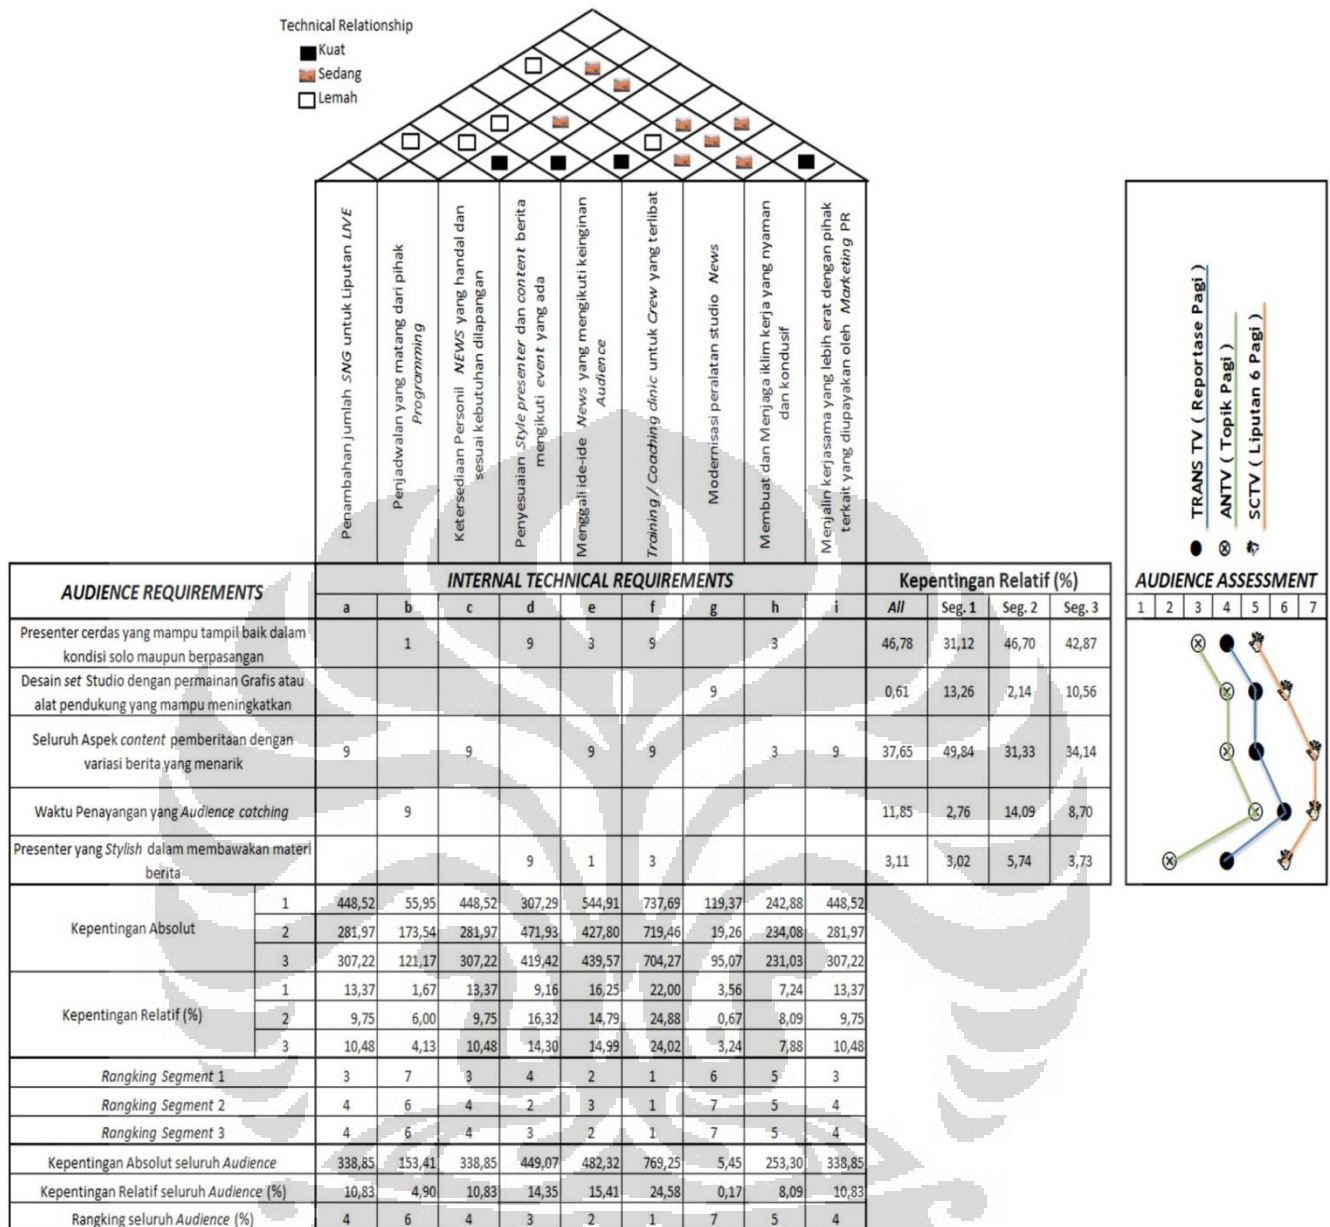 Technical Relationship
Kuat
Sedang
Lemah
Penambahan jumlah SNG untuk Liputan LIVE
Penjadwalan yang matang dari pihak
Programming
Ketersediaan Personil NEWS yang handal dan
sesuai kebutuhan dilapangan
Penyesuaian Style presenter dan content berita
mengikuti event yang ada
Menggali ide-ide News yang mengikuti keinginan
Audience
Training / Coaching clinic untuk Crew yang terlibat
Modernisasi peralatan studio News
Membuat dan Menjaga iklim kerja yang nyaman
dan kondusif
Menjalin kerjasama yang lebih erat dengan pihak
terkait yang diupayakan oleh Marketing PR
TRANS TV ( Reportase Pagi )
ANTV ( Topik Pagi )
SCTV ( Liputan 6 Pagi )
AUDIENCE REQUIREMENTS
INTERNAL TECHNICAL REQUIREMENTS
Kepentingan Relatif (%)
AUDIENCE ASSESSMENT
a b c d e f g h i All Seg. 1 Seg. 2 Seg. 3
1 2 3 4 5 6 7
Presenter cerdas yang mampu tampil baik dalam
kondisi solo maupun berpasangan
1 9 3 9 3 46,78 31,12 46,70 42,87
Desain set Studio dengan permainan Grafis atau
alat pendukung yang mampu meningkatkan
9 0,61 13,26 2,14 10,56
Seluruh Aspek content pemberitaan dengan
variasi berita yang menarik
9 9 9 9 3 9 37,65 49,84 31,33 34,14
Waktu Penayangan yang Audience catching
9 11,85 2,76 14,09 8,70
Presenter yang Stylish dalam membawakan materi
berita
9 1 3 3,11 3,02 5,74 3,73
Kepentingan Absolut
1 448,52 55,95 448,52 307,29 544,91 737,69 119,37 242,88 448,52
2 281,97 173,54 281,97 471,93 427,80 719,46 19,26 234,08 281,97
3 307,22 121,17 307,22 419,42 439,57 704,27 95,07 231,03 307,22
Kepentingan Relatif (%)
1 13,37 1,67 13,37 9,16 16,25 22,00 3,56 7,24 13,37
2 9,75 6,00 9,75 16,32 14,79 24,88 0,67 8,09 9,75
3 10,48 4,13 10,48 14,30 14,99 24,02 3,24 7,88 10,48
Rangking Segment 1 3 7 3 4 2 1 6 5 3
Rangking Segment 2 4 6 4 2 3 1 7 5 4
Rangking Segment 3 4 6 4 3 2 1 7 5 4
Kepentingan Absolut seluruh Audience 338,85 153,41 338,85 449,07 482,32 769,25 5,45 253,30 338,85
Kepentingan Relatif seluruh Audience (%) 10,83 4,90 10,83 14,35 15,41 24,58 0,17 8,09 10,83
Rangking seluruh Audience (%) 4 6 4 3 2 1 7 5 4